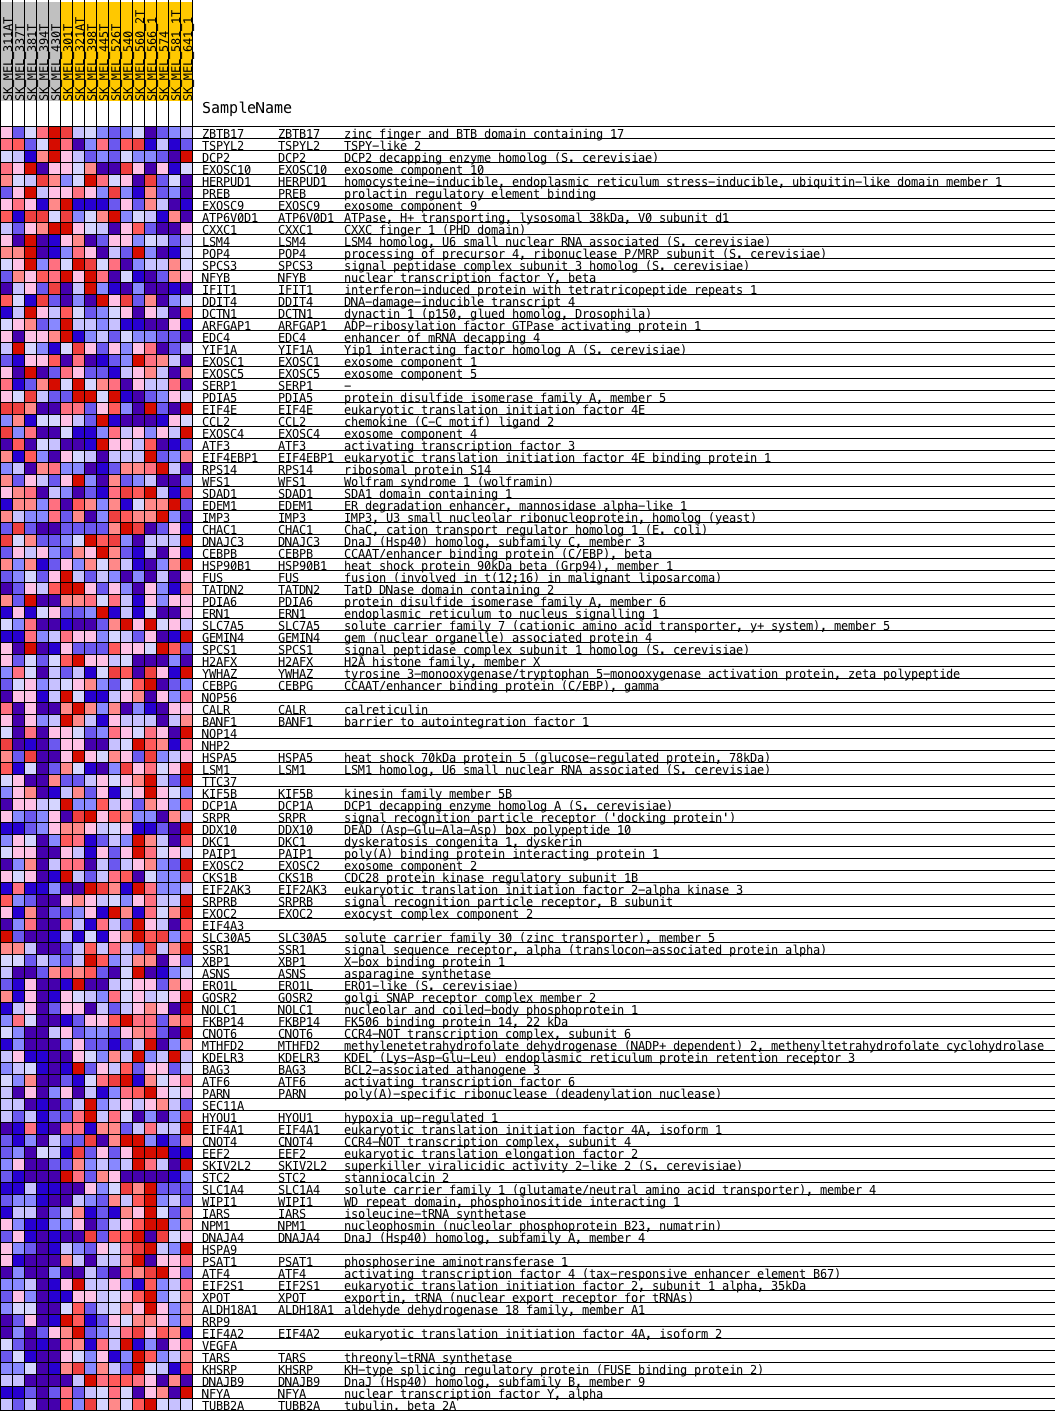 SK_MEL_311AT
SK_MEL_337T
SK_MEL_381T
SK_MEL_394T
SK_MEL_430T
SK_MEL_301T
SK_MEL_321AT
SK_MEL_398T
SK_MEL_445T
SK_MEL_526T
SK_MEL_540
SK_MEL_560_2T
SK_MEL_566_1
SK_MEL_574
SK_MEL_581_1T
SK_MEL_641_1
SampleName
ZBTB17 ZBTB17 zinc finger and BTB domain containing 17
TSPYL2 TSPYL2 TSPY-like 2
DCP2 DCP2 DCP2 decapping enzyme homolog (S. cerevisiae)
EXOSC10 EXOSC10 exosome component 10
HERPUD1 HERPUD1 homocysteine-inducible, endoplasmic reticulum stress-inducible, ubiquitin-like domain member 1
PREB PREB prolactin regulatory element binding
EXOSC9 EXOSC9 exosome component 9
ATP6V0D1 ATP6V0D1 ATPase, H+ transporting, lysosomal 38kDa, V0 subunit d1
CXXC1 CXXC1 CXXC finger 1 (PHD domain)
LSM4 LSM4 LSM4 homolog, U6 small nuclear RNA associated (S. cerevisiae)
POP4 POP4 processing of precursor 4, ribonuclease P/MRP subunit (S. cerevisiae)
SPCS3 SPCS3 signal peptidase complex subunit 3 homolog (S. cerevisiae)
NFYB NFYB nuclear transcription factor Y, beta
IFIT1 IFIT1 interferon-induced protein with tetratricopeptide repeats 1
DDIT4 DDIT4 DNA-damage-inducible transcript 4
DCTN1 DCTN1 dynactin 1 (p150, glued homolog, Drosophila)
ARFGAP1 ARFGAP1 ADP-ribosylation factor GTPase activating protein 1
EDC4 EDC4 enhancer of mRNA decapping 4
YIF1A YIF1A Yip1 interacting factor homolog A (S. cerevisiae)
EXOSC1 EXOSC1 exosome component 1
EXOSC5 EXOSC5 exosome component 5
SERP1 SERP1 -
PDIA5 PDIA5 protein disulfide isomerase family A, member 5
EIF4E EIF4E eukaryotic translation initiation factor 4E
CCL2 CCL2 chemokine (C-C motif) ligand 2
EXOSC4 EXOSC4 exosome component 4
ATF3 ATF3 activating transcription factor 3
EIF4EBP1 EIF4EBP1 eukaryotic translation initiation factor 4E binding protein 1
RPS14 RPS14 ribosomal protein S14
WFS1 WFS1 Wolfram syndrome 1 (wolframin)
SDAD1 SDAD1 SDA1 domain containing 1
EDEM1 EDEM1 ER degradation enhancer, mannosidase alpha-like 1
IMP3 IMP3 IMP3, U3 small nucleolar ribonucleoprotein, homolog (yeast)
CHAC1 CHAC1 ChaC, cation transport regulator homolog 1 (E. coli)
DNAJC3 DNAJC3 DnaJ (Hsp40) homolog, subfamily C, member 3
CEBPB CEBPB CCAAT/enhancer binding protein (C/EBP), beta
HSP90B1 HSP90B1 heat shock protein 90kDa beta (Grp94), member 1
FUS FUS fusion (involved in t(12;16) in malignant liposarcoma)
TATDN2 TATDN2 TatD DNase domain containing 2
PDIA6 PDIA6 protein disulfide isomerase family A, member 6
ERN1 ERN1 endoplasmic reticulum to nucleus signalling 1
SLC7A5 SLC7A5 solute carrier family 7 (cationic amino acid transporter, y+ system), member 5
GEMIN4 GEMIN4 gem (nuclear organelle) associated protein 4
SPCS1 SPCS1 signal peptidase complex subunit 1 homolog (S. cerevisiae)
H2AFX H2AFX H2A histone family, member X
YWHAZ YWHAZ tyrosine 3-monooxygenase/tryptophan 5-monooxygenase activation protein, zeta polypeptide
CEBPG CEBPG CCAAT/enhancer binding protein (C/EBP), gamma
NOP56
CALR CALR calreticulin
BANF1 BANF1 barrier to autointegration factor 1
NOP14
NHP2
HSPA5 HSPA5 heat shock 70kDa protein 5 (glucose-regulated protein, 78kDa)
LSM1 LSM1 LSM1 homolog, U6 small nuclear RNA associated (S. cerevisiae)
TTC37
KIF5B KIF5B kinesin family member 5B
DCP1A DCP1A DCP1 decapping enzyme homolog A (S. cerevisiae)
SRPR SRPR signal recognition particle receptor ('docking protein')
DDX10 DDX10 DEAD (Asp-Glu-Ala-Asp) box polypeptide 10
DKC1 DKC1 dyskeratosis congenita 1, dyskerin
PAIP1 PAIP1 poly(A) binding protein interacting protein 1
EXOSC2 EXOSC2 exosome component 2
CKS1B CKS1B CDC28 protein kinase regulatory subunit 1B
EIF2AK3 EIF2AK3 eukaryotic translation initiation factor 2-alpha kinase 3
SRPRB SRPRB signal recognition particle receptor, B subunit
EXOC2 EXOC2 exocyst complex component 2
EIF4A3
SLC30A5 SLC30A5 solute carrier family 30 (zinc transporter), member 5
SSR1 SSR1 signal sequence receptor, alpha (translocon-associated protein alpha)
XBP1 XBP1 X-box binding protein 1
ASNS ASNS asparagine synthetase
ERO1L ERO1L ERO1-like (S. cerevisiae)
GOSR2 GOSR2 golgi SNAP receptor complex member 2
NOLC1 NOLC1 nucleolar and coiled-body phosphoprotein 1
FKBP14 FKBP14 FK506 binding protein 14, 22 kDa
CNOT6 CNOT6 CCR4-NOT transcription complex, subunit 6
MTHFD2 MTHFD2 methylenetetrahydrofolate dehydrogenase (NADP+ dependent) 2, methenyltetrahydrofolate cyclohydrolase
KDELR3 KDELR3 KDEL (Lys-Asp-Glu-Leu) endoplasmic reticulum protein retention receptor 3
BAG3 BAG3 BCL2-associated athanogene 3
ATF6 ATF6 activating transcription factor 6
PARN PARN poly(A)-specific ribonuclease (deadenylation nuclease)
SEC11A
HYOU1 HYOU1 hypoxia up-regulated 1
EIF4A1 EIF4A1 eukaryotic translation initiation factor 4A, isoform 1
CNOT4 CNOT4 CCR4-NOT transcription complex, subunit 4
EEF2 EEF2 eukaryotic translation elongation factor 2
SKIV2L2 SKIV2L2 superkiller viralicidic activity 2-like 2 (S. cerevisiae)
STC2 STC2 stanniocalcin 2
SLC1A4 SLC1A4 solute carrier family 1 (glutamate/neutral amino acid transporter), member 4
WIPI1 WIPI1 WD repeat domain, phosphoinositide interacting 1
IARS IARS isoleucine-tRNA synthetase
NPM1 NPM1 nucleophosmin (nucleolar phosphoprotein B23, numatrin)
DNAJA4 DNAJA4 DnaJ (Hsp40) homolog, subfamily A, member 4
HSPA9
PSAT1 PSAT1 phosphoserine aminotransferase 1
ATF4 ATF4 activating transcription factor 4 (tax-responsive enhancer element B67)
EIF2S1 EIF2S1 eukaryotic translation initiation factor 2, subunit 1 alpha, 35kDa
XPOT XPOT exportin, tRNA (nuclear export receptor for tRNAs)
ALDH18A1 ALDH18A1 aldehyde dehydrogenase 18 family, member A1
RRP9
EIF4A2 EIF4A2 eukaryotic translation initiation factor 4A, isoform 2
VEGFA
TARS TARS threonyl-tRNA synthetase
KHSRP KHSRP KH-type splicing regulatory protein (FUSE binding protein 2)
DNAJB9 DNAJB9 DnaJ (Hsp40) homolog, subfamily B, member 9
NFYA NFYA nuclear transcription factor Y, alpha
TUBB2A TUBB2A tubulin, beta 2A